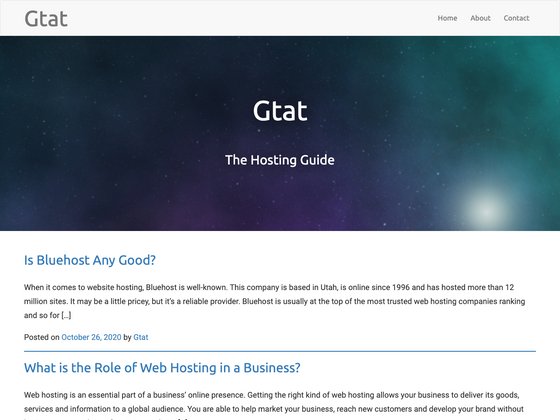 Gtat
Home About Contact
Gtat
The Hosting Guide
Is Bluehost Any Good?
When it comes to website hosting, Bluehost is well-known. This company is based in Utah, is online since 1996 and has hosted more than 12
million sites. It may be a little pricey, but it's a reliable provider. Bluehost is usually at the top of the most trusted web hosting companies ranking
and so for [...]
Posted on October 26, 2020 by Gtat
What is the Role of Web Hosting in a Business?
Web hosting is an essential part of a business' online presence. Getting the right kind of web hosting allows your business to deliver its goods,
services and information to a global audience. You are able to help market your business, reach new customers and develop your brand without